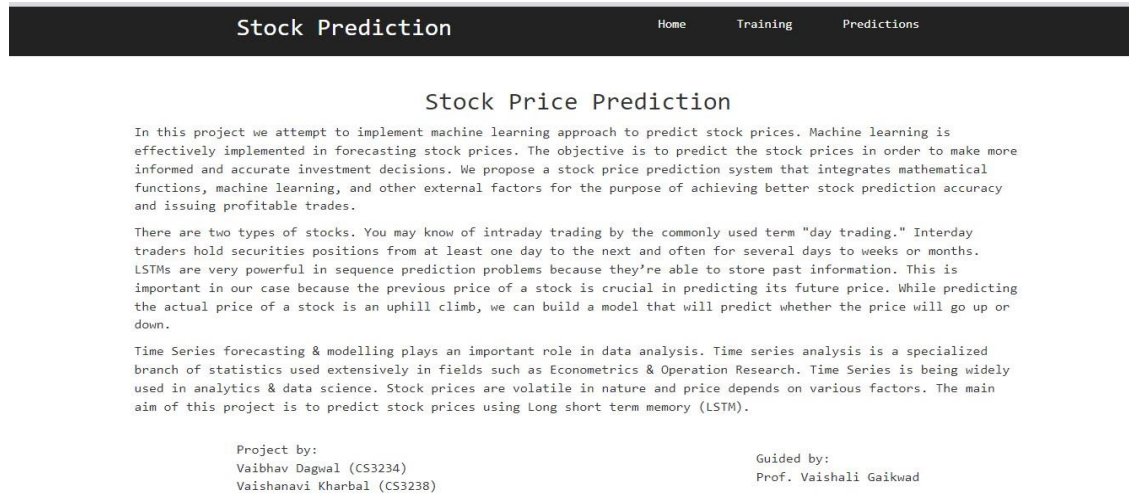 Stock Prediction
Home Training Predictions
Stock Price Prediction
In this project we attempt to implement machine learning approach to predict stock prices. Machine learning is
effectively implemented in forecasting stock prices. The objective is to predict the stock prices in order to make more
informed and accurate investment decisions. We propose a stock price prediction system that integrates mathematical
functions, machine learning, and other external factors for the purpose of achieving better stock prediction accuracy
and issuing profitable trades.
There are two types of stocks. You may know of intraday trading by the commonly used term "day trading." Interday
traders hold securities positions from at least one day to the next and often for several days to weeks or months.
LSTMs are very powerful in sequence prediction problems because they’re able to store past information. This is
important in our case because the previous price of a stock is crucial in predicting its future price. While predicting
the actual price of a stock is an uphill climb, we can build a model that will predict whether the price will go up or
down.
Time Series forecasting & modelling plays an important role in data analysis. Time series analysis is a specialized
branch of statistics used extensively in fields such as Econometrics & Operation Research. Time Series is being widely
used in analytics & data science. Stock prices are volatile in nature and price depends on various factors. The main
aim of this project is to predict stock prices using Long short term memory (LSTM).
Project by:
Vaibhav Dagwal (CS3234)
Vaishanavi Kharbal (CS3238)
Guided by:
Prof. Vaishali Gaikwad